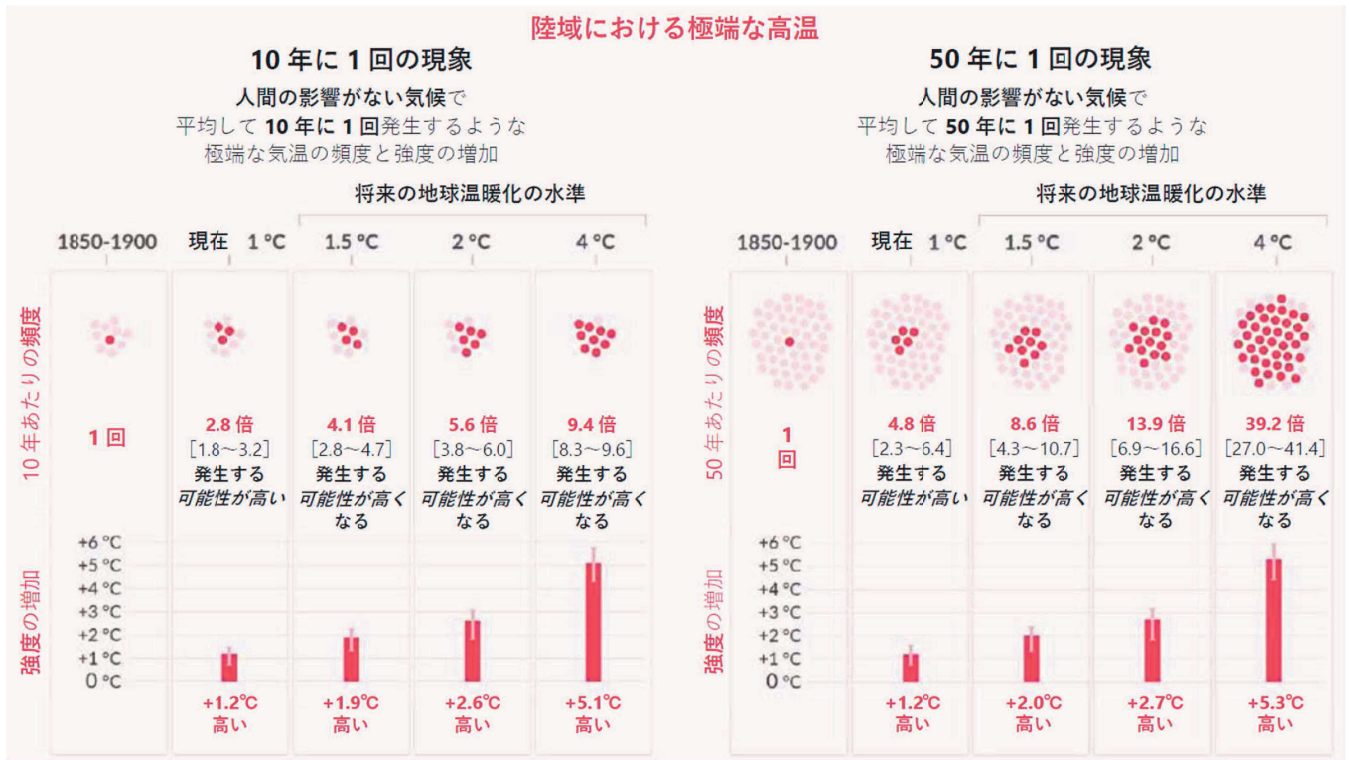 陸域における極端な高温
10 年に 1 回の現象
人間の影響がない気候で
平均して 10 年に 1 回発生するような
極端な気温の頻度と強度の増加
将来の地球温暖化の水準
1850-1900 現在 1 ℃ 1.5 ℃ 2 ℃ 4 ℃
10 年あたりの頻度
1 回
2.8 倍
[1.8～3.2]
発生する
可能性が高い
4.1 倍
[2.8～4.7]
発生する
可能性が高く
なる
5.6 倍
[3.8～6.0]
発生する
可能性が高く
なる
9.4 倍
[8.3～9.6]
発生する
可能性が高く
なる
強度の増加
+6 ℃
+5 ℃
+4 ℃
+3 ℃
+2 ℃
+1 ℃
0 ℃
+1.2℃
高い
+1.9℃
高い
+2.6℃
高い
+5.1℃
高い
50 年に 1 回の現象
人間の影響がない気候で
平均して 50 年に 1 回発生するような
極端な気温の頻度と強度の増加
将来の地球温暖化の水準
1850-1900 現在 1 ℃ 1.5 ℃ 2 ℃ 4 ℃
50 年あたりの頻度
1
回
4.8 倍
[2.3～6.4]
発生する
可能性が高い
8.6 倍
[4.3～10.7]
発生する
可能性が高く
なる
13.9 倍
[6.9～16.6]
発生する
可能性が高く
なる
39.2 倍
[27.0～41.4]
発生する
可能性が高く
なる
強度の増加
+6 ℃
+5 ℃
+4 ℃
+3 ℃
+2 ℃
+1 ℃
0 ℃
+1.2℃
高い
+2.0℃
高い
+2.7℃
高い
+5.3℃
高い